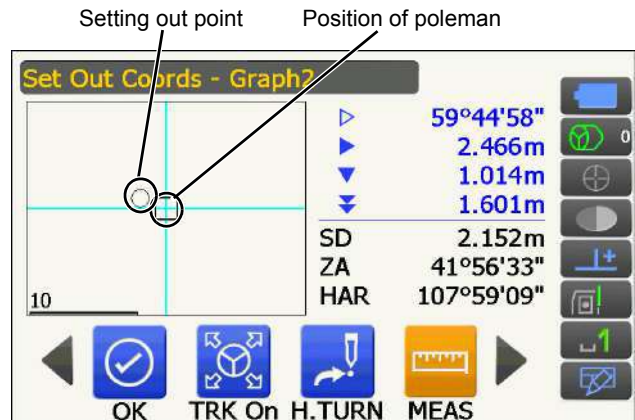 Setting out point Position of poleman
Set Out Coords - Graph2
59°44'58"
2.466m
1.014m
1.601m
SD 2.152m
ZA 41°56'33"
HAR 107°59'09"
10
0
1
OK TRK On H.TURN MEAS